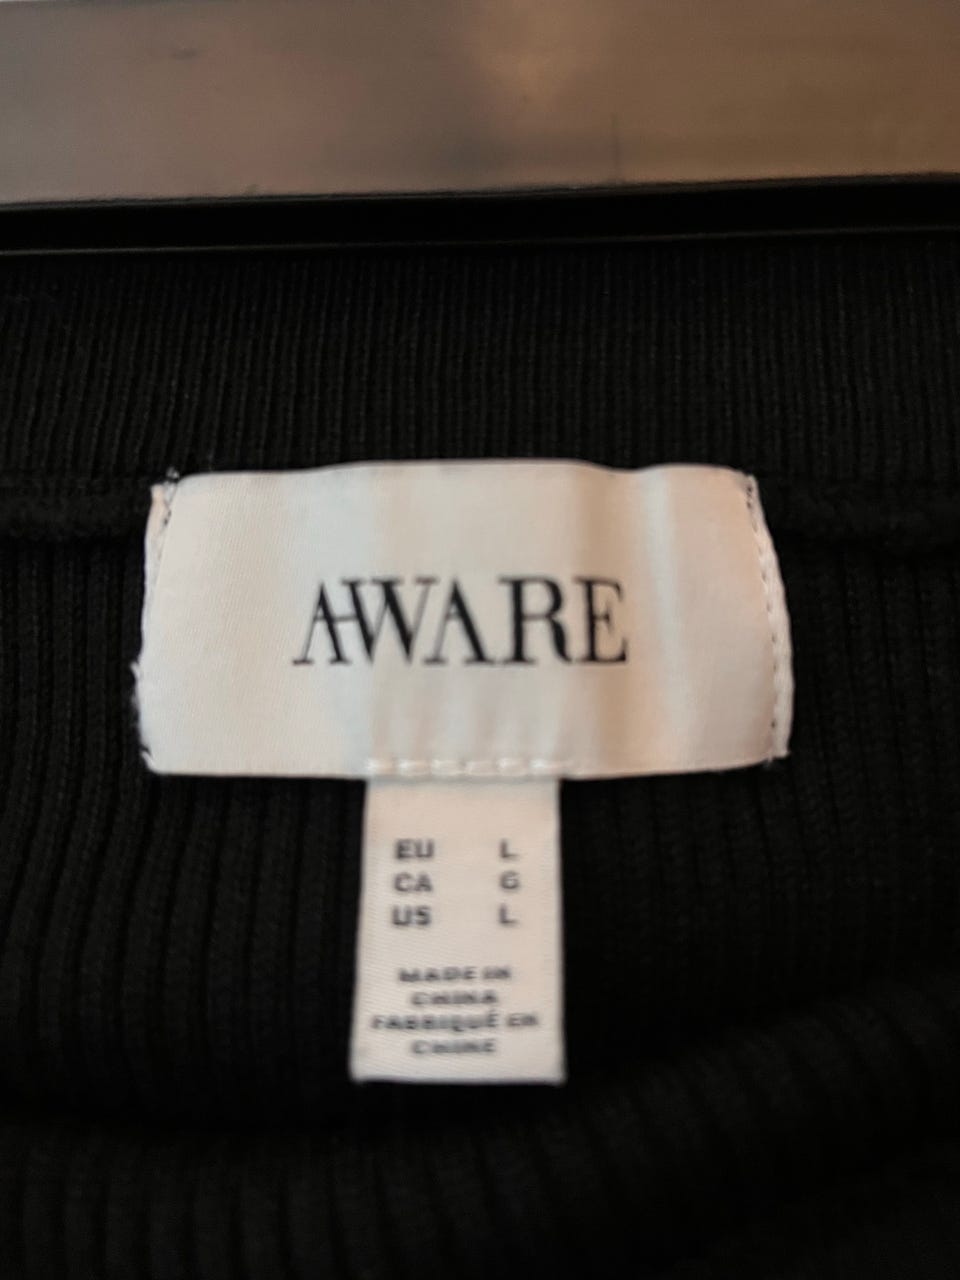 AWARE
EU L
CA G
US L
MADE IN
CHINA
FABRIQUÉ EN
CHINE